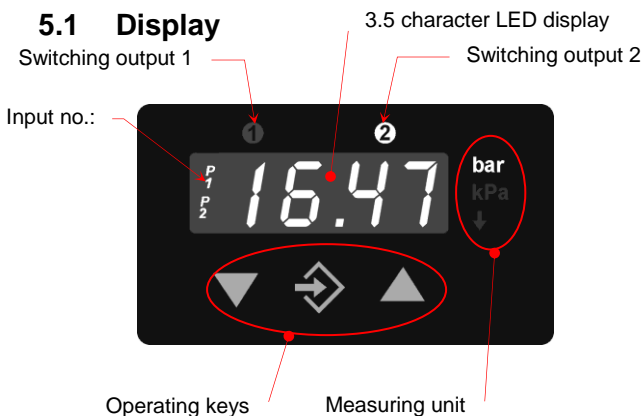 5.1 Display
3.5 character LED display
Switching output 1
Switching output 2
Input no.:
1
2
P
1
P
2
16.47
bar
kPa
Operating keys
Measuring unit